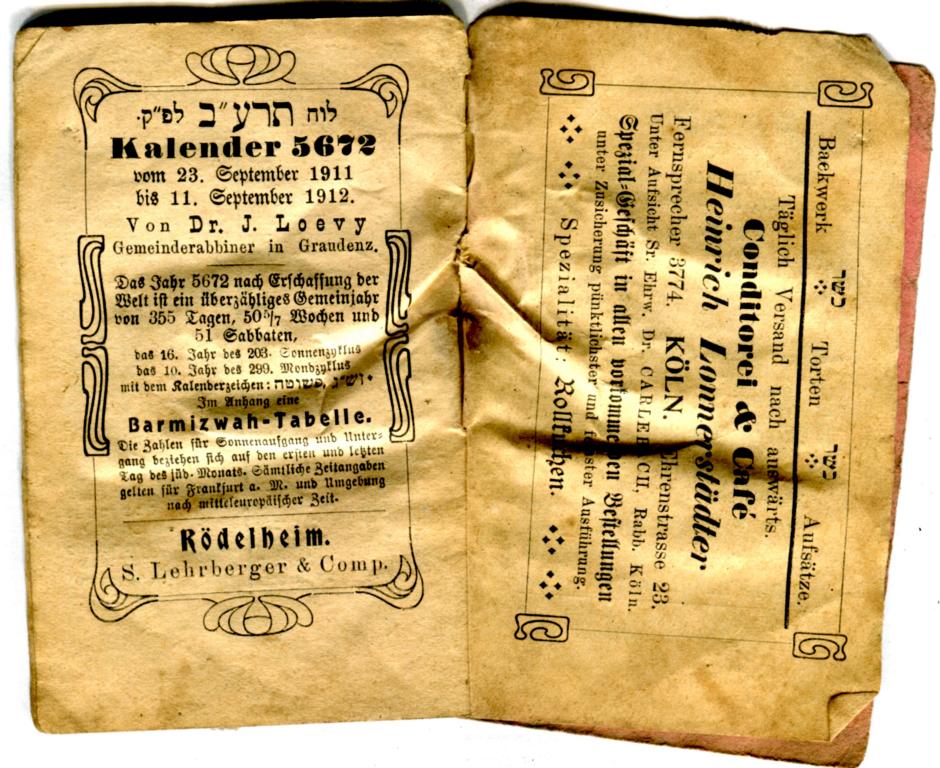 לוח תרע״ב לפ״ק.
Kalender 5672
vom 23. September 1911
bis 11. September 1912.
Von Dr. J. Loevy
Gemeinderabbiner in Graudenz.
Das Jahr 5672 nach Erschaffung der
Welt ist ein überzähliges Gemeinjahr
von 355 Tagen, 50 5/7 Wochen und
51 Sabbaten,
das 16. Jahr des 203. Sonnenzyklus
das 10. Jahr des 299. Mondzyklus
mit dem Kalenderzeichen: זש״ג, פשוטה.
Im Anhang eine
Barmizwah-Tabelle.
Die Zahlen für Sonnenaufgang und Unter-
gang beziehen sich auf den ersten und letzten
Tag des jüd. Monats. Sämtliche Zeitangaben
gelten für Frankfurt a. M. und Umgebung
nach mitteleuropäischer Zeit.
Rödelheim.
S. Lehrberger & Comp.
Backwerk כשר Torten כשר Aufsätze.
Täglich Versand nach auswärts.
Conditorei & Café
Heinrich Lonnerstädter
Fernsprecher 3774. KÖLN. Ehrenstrasse 23.
Unter Aufsicht Sr. Ehrw. Dr. CARLEBACH, Rabb. Köln.
Spezial-Geschäft in allen vorkommenden Bestellungen
unter Zusicherung pünktlichster und feinster Ausführung.
Spezialität: Rollkuchen.